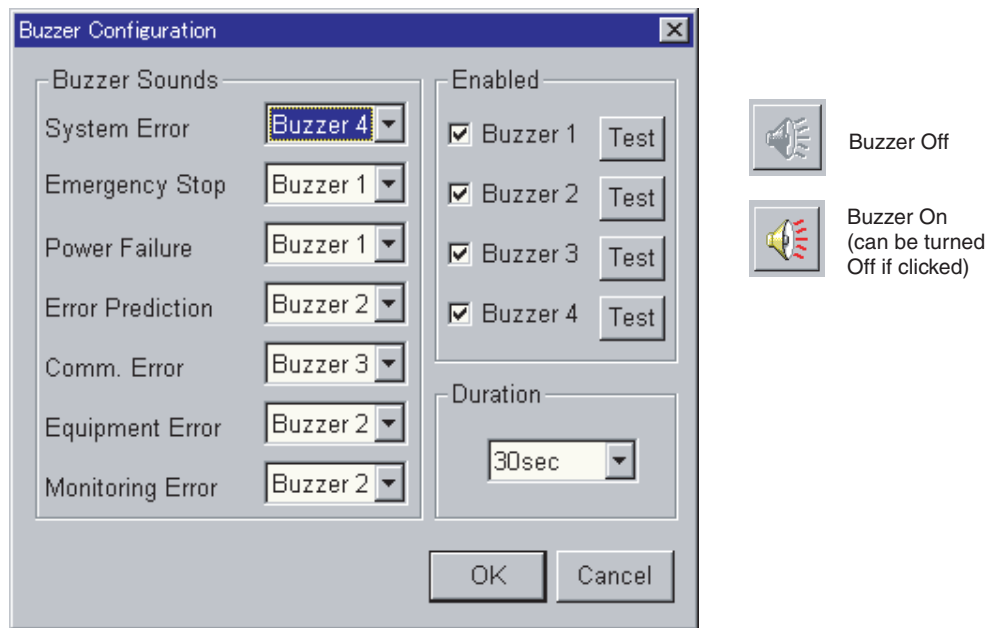 Buzzer Configuration
Buzzer Sounds
System Error Buzzer 4
Emergency Stop Buzzer 1
Power Failure Buzzer 1
Error Prediction Buzzer 2
Comm. Error Buzzer 3
Equipment Error Buzzer 2
Monitoring Error Buzzer 2
Enabled
Buzzer 1 Test
Buzzer 2 Test
Buzzer 3 Test
Buzzer 4 Test
Duration
30sec
OK Cancel
Buzzer Off
Buzzer On
(can be turned
Off if clicked)